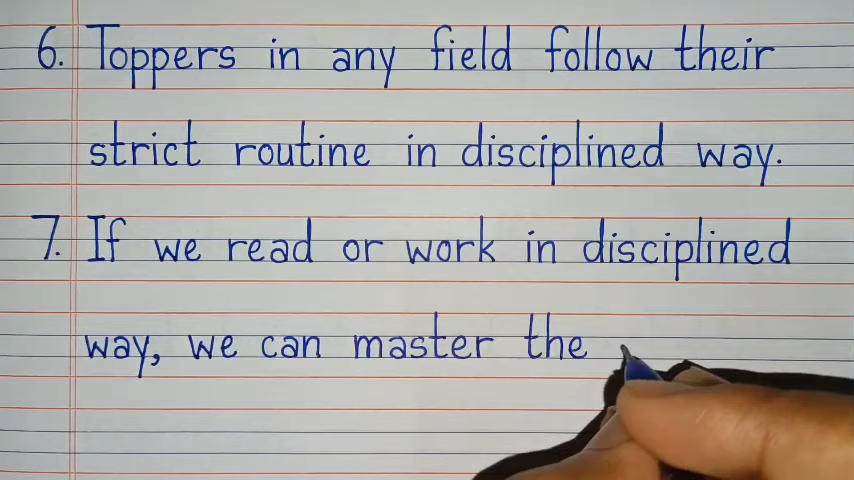 6. Toppers in any field follow their
strict routine in disciplined way.
7. If we read or work in disciplined
way, we can master the